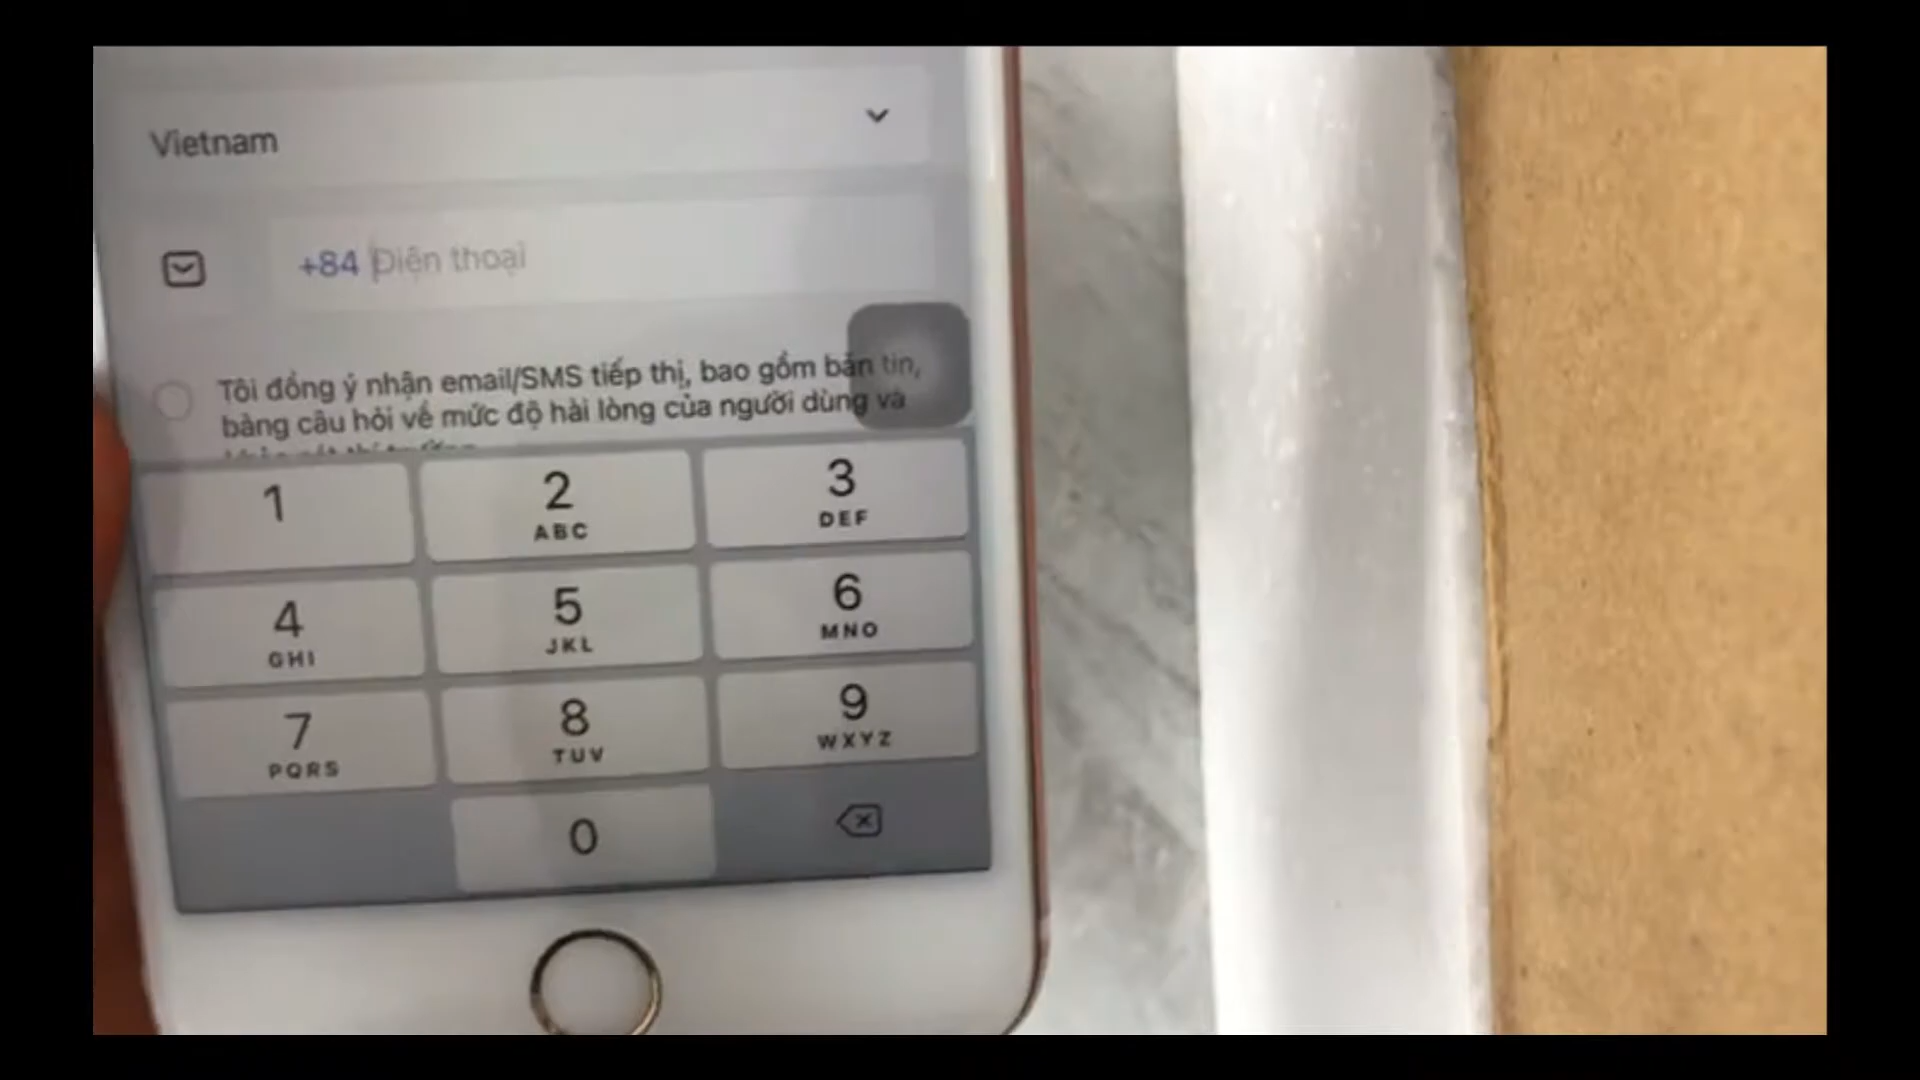 Vietnam
+84 Điện thoại
Tôi đồng ý nhận email/SMS tiếp thị, bao gồm bản tin,
bảng câu hỏi về mức độ hài lòng của người dùng và
1
2
ABC
3
DEF
4
GHI
5
JKL
6
MNO
7
PQRS
8
TUV
9
WXYZ
0